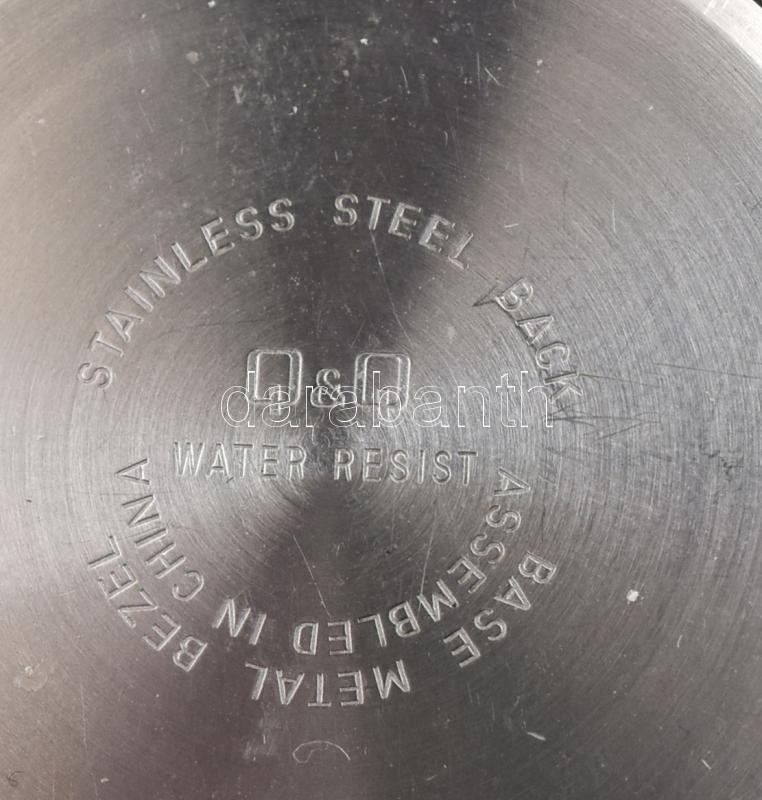 STAINLESS STEEL BACK
Q&Q
WATER RESIST
ASSEMBLED IN CHINA
BASE METAL BEZEL
darabanth